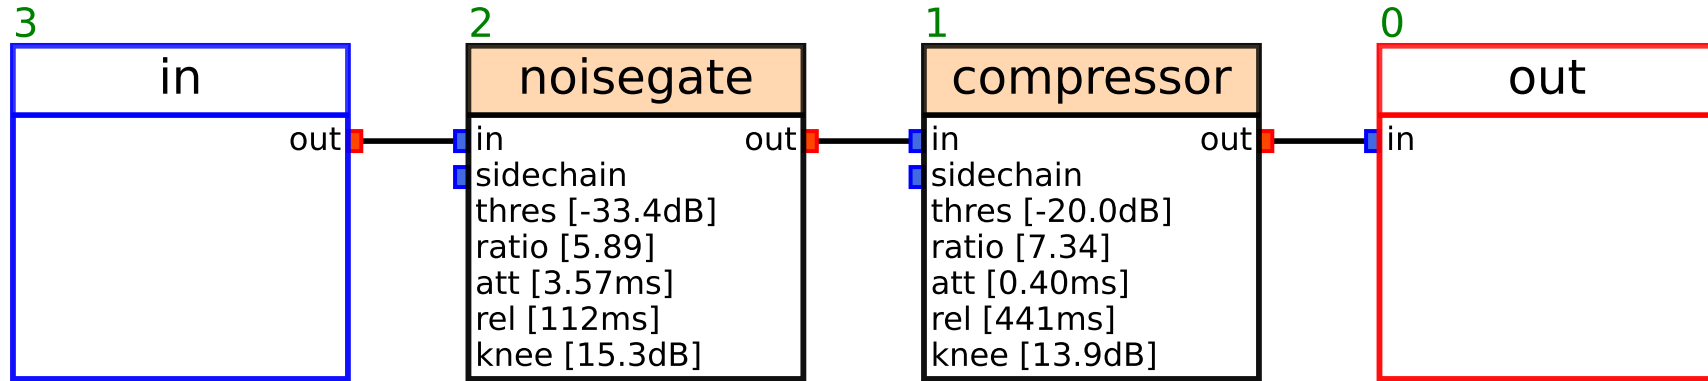 3
in
out
2
noisegate
in
out
sidechain
thres [-33.4dB]
ratio [5.89]
att [3.57ms]
rel [112ms]
knee [15.3dB]
1
compressor
in
out
sidechain
thres [-20.0dB]
ratio [7.34]
att [0.40ms]
rel [441ms]
knee [13.9dB]
0
out
in